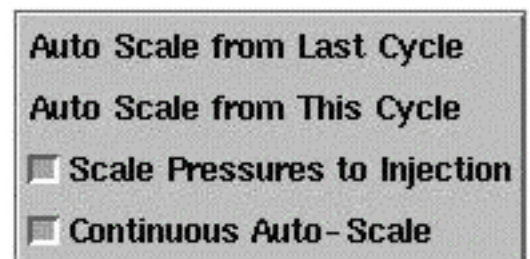 Auto Scale from Last Cycle
Auto Scale from This Cycle
Scale Pressures to Injection
Continuous Auto-Scale